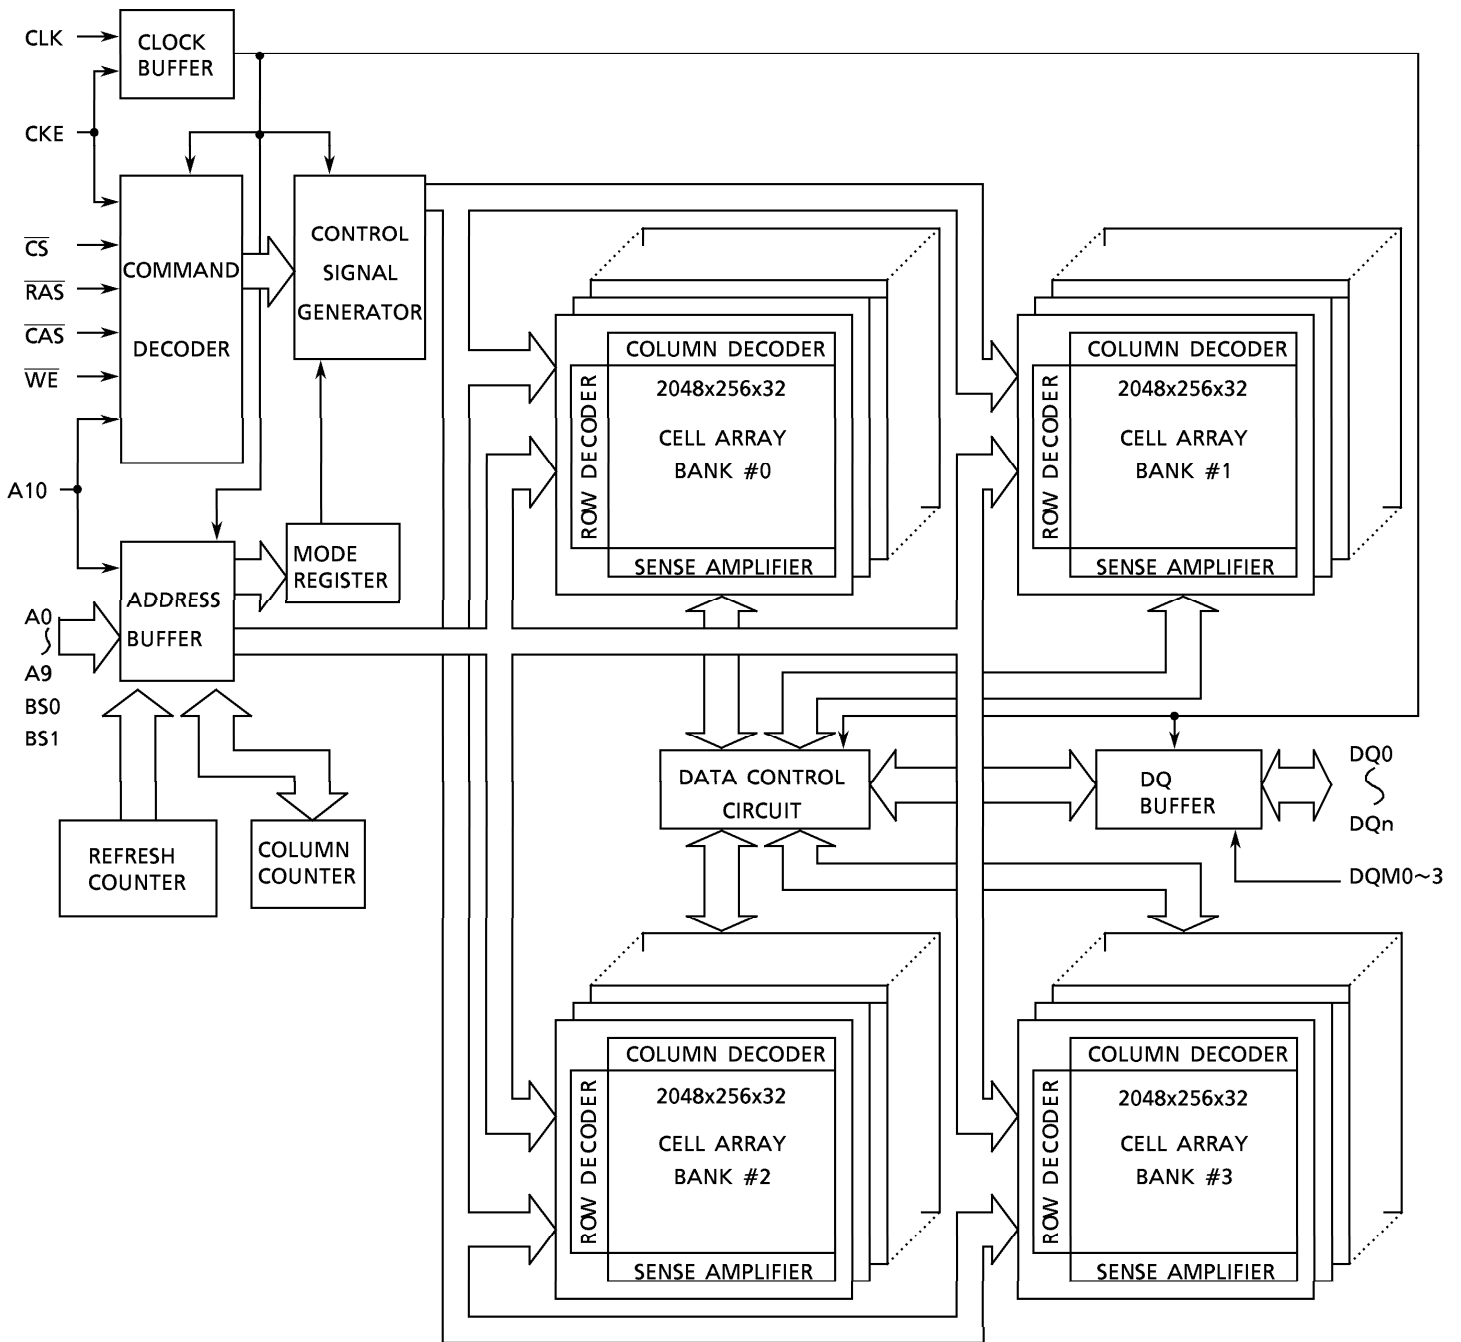 CLK
CLOCK
BUFFER
CKE
CS
RAS
CAS
WE
COMMAND
DECODER
CONTROL
SIGNAL
GENERATOR
A10
MODE
REGISTER
ADDRESS
BUFFER
A0
A9
BS0
BS1
REFRESH
COUNTER
COLUMN
COUNTER
COLUMN DECODER
ROW DECODER
2048x256x32
CELL ARRAY
BANK #0
SENSE AMPLIFIER
COLUMN DECODER
ROW DECODER
2048x256x32
CELL ARRAY
BANK #1
SENSE AMPLIFIER
DATA CONTROL
CIRCUIT
DQ
BUFFER
DQ0
DQn
DQM0~3
COLUMN DECODER
ROW DECODER
2048x256x32
CELL ARRAY
BANK #2
SENSE AMPLIFIER
COLUMN DECODER
ROW DECODER
2048x256x32
CELL ARRAY
BANK #3
SENSE AMPLIFIER